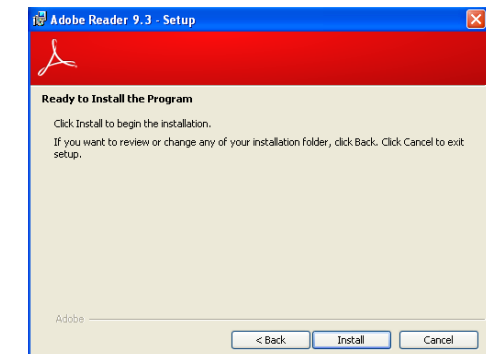 Adobe Reader 9.3 - Setup
Ready to Install the Program
Click Install to begin the installation.
If you want to review or change any of your installation folder, click Back. Click Cancel to exit
setup.
Adobe
< Back Install Cancel